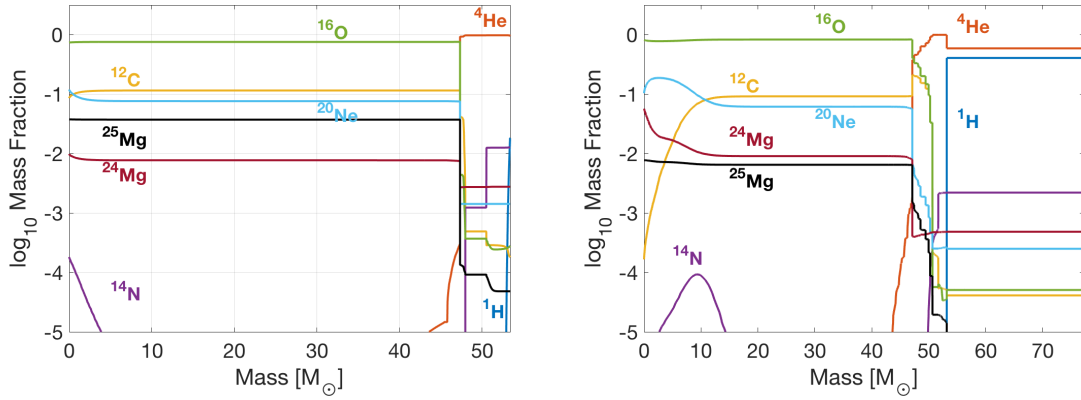 ⁴He
¹⁶O
0
¹²C
-1
²⁰Ne
²⁵Mg
-2
²⁴Mg
-3
-4
¹⁴N
¹H
-5
0 10 20 30 40 50
Mass [M☉]
log₁₀ Mass Fraction
⁴He
¹⁶O
0
¹²C
-1
²⁰Ne
¹H
²⁴Mg
-2
²⁵Mg
-3
¹⁴N
-4
-5
0 10 20 30 40 50 60 70
Mass [M☉]
log₁₀ Mass Fraction